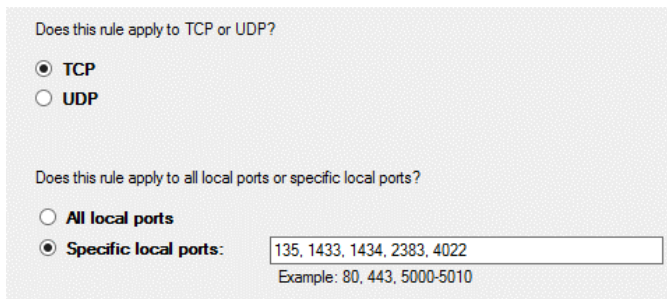 Does this rule apply to TCP or UDP?
TCP
UDP
Does this rule apply to all local ports or specific local ports?
All local ports
Specific local ports: 135, 1433, 1434, 2383, 4022
Example: 80, 443, 5000-5010